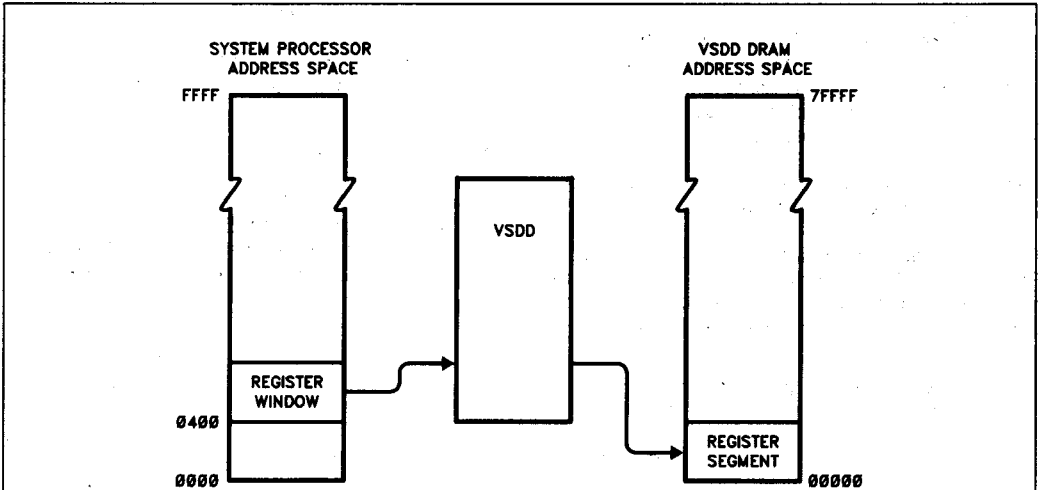 SYSTEM PROCESSOR
ADDRESS SPACE
VSDD DRAM
ADDRESS SPACE
FFFF
7FFFF
VSDD
REGISTER
WINDOW
0400
REGISTER
SEGMENT
0000
00000